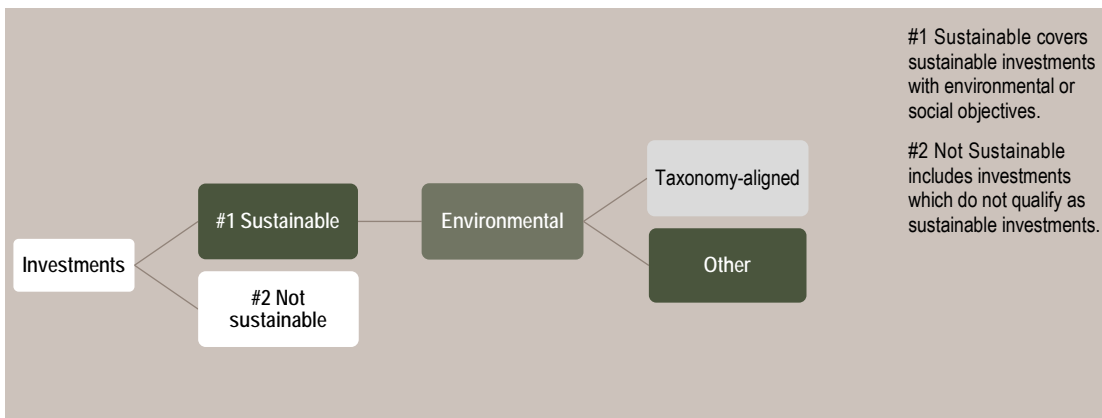 Investments
#1 Sustainable
#2 Not
sustainable
Environmental
Taxonomy-aligned
Other
#1 Sustainable covers
sustainable investments
with environmental or
social objectives.
#2 Not Sustainable
includes investments
which do not qualify as
sustainable investments.